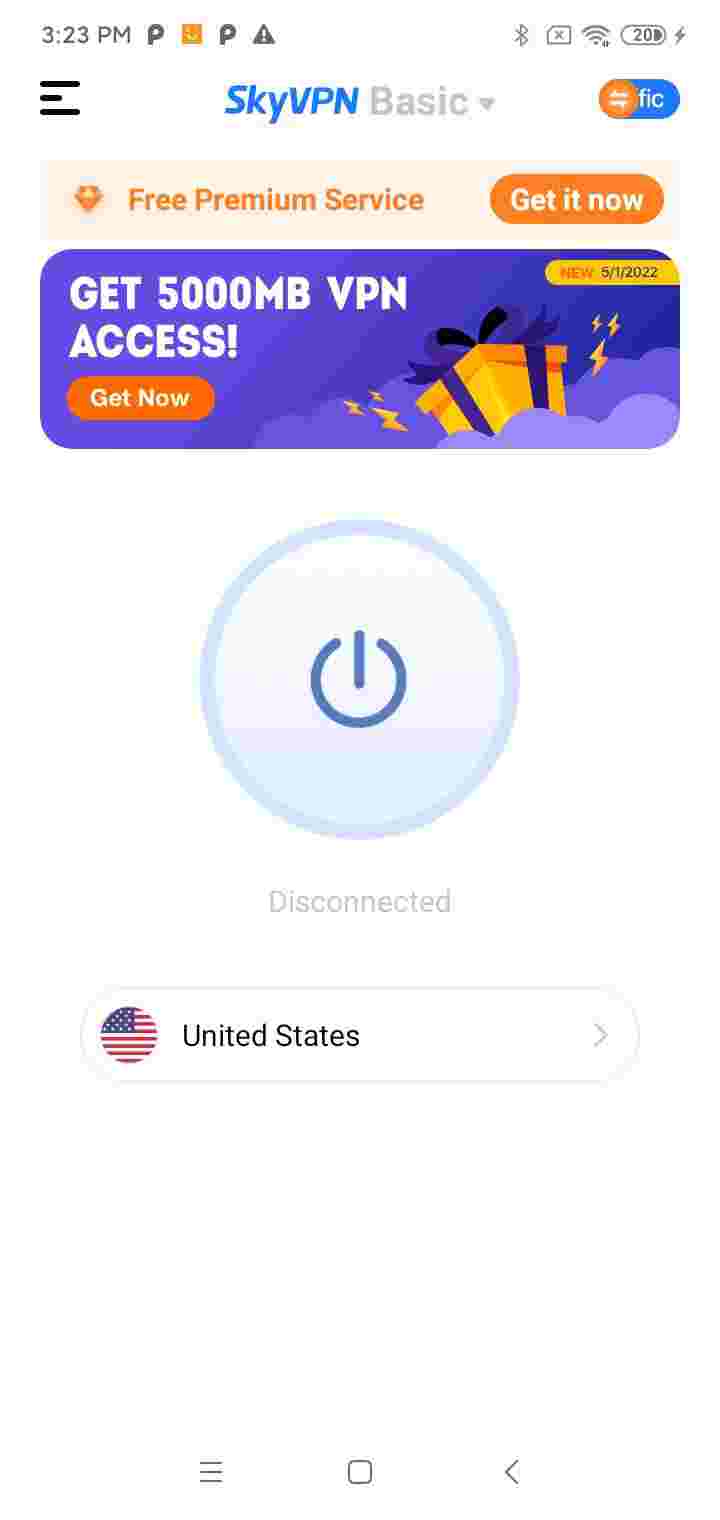 3:23 PM
20
SkyVPN Basic
fic
Free Premium Service
Get it now
NEW 5/1/2022
GET 5000MB VPN
ACCESS!
Get Now
Disconnected
United States